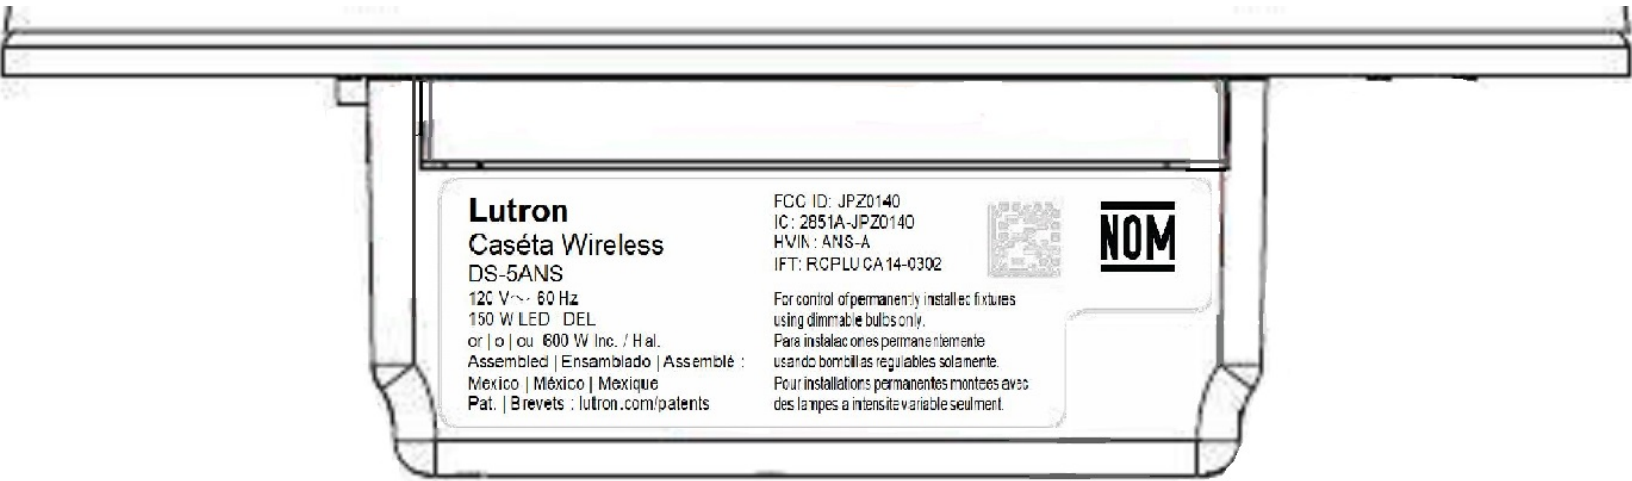 Lutron
Caséta Wireless
DS-5ANS
120 V~ 60 Hz
150 W LED | DEL
or | o | ou 600 W Inc. / Hal.
Assembled | Ensamblado | Assemblé :
Mexico | México | Mexique
Pat. | Brevets : lutron.com/patents
FCC ID: JPZ0140
IC: 2851A-JPZ0140
HVIN: ANS-A
IFT: RCPLUCA14-0302
For control of permanently installed fixtures
using dimmable bulbs only.
Para instalaciones permanentemente
usando bombillas regulables solamente.
Pour installations permanentes montees avec
des lampes a intensite variable seulment.
NOM